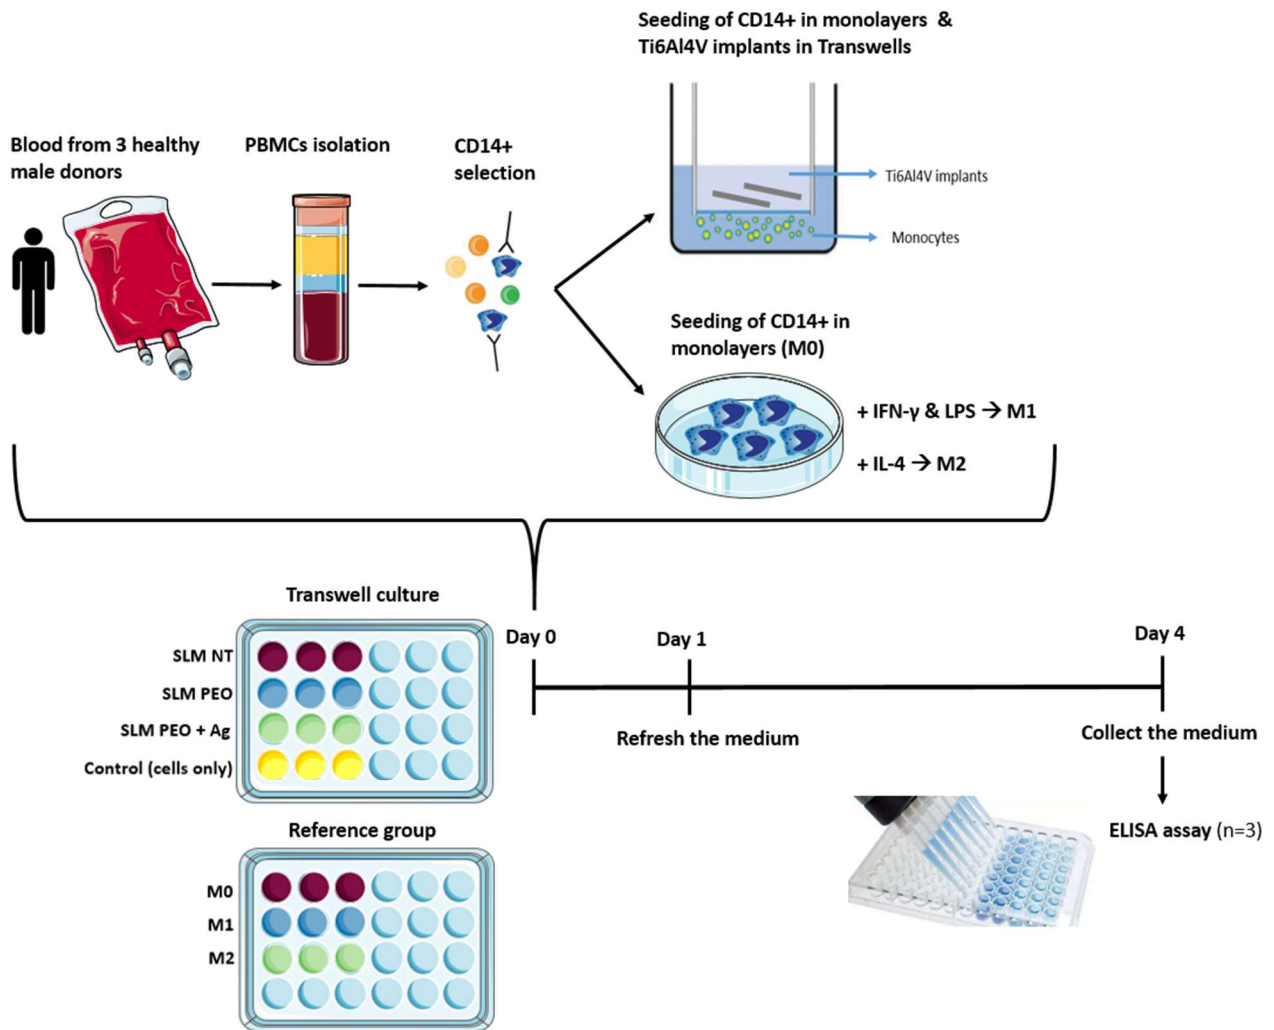 Seeding of CD14+ in monolayers &
Ti6Al4V implants in Transwells
Blood from 3 healthy
male donors
PBMCs isolation
CD14+
selection
Ti6Al4V implants
Monocytes
Seeding of CD14+ in
monolayers (M0)
+ IFN-γ & LPS → M1
+ IL-4 → M2
Transwell culture
SLM NT
SLM PEO
SLM PEO + Ag
Control (cells only)
Day 0
Day 1
Day 4
Refresh the medium
Collect the medium
ELISA assay (n=3)
Reference group
M0
M1
M2